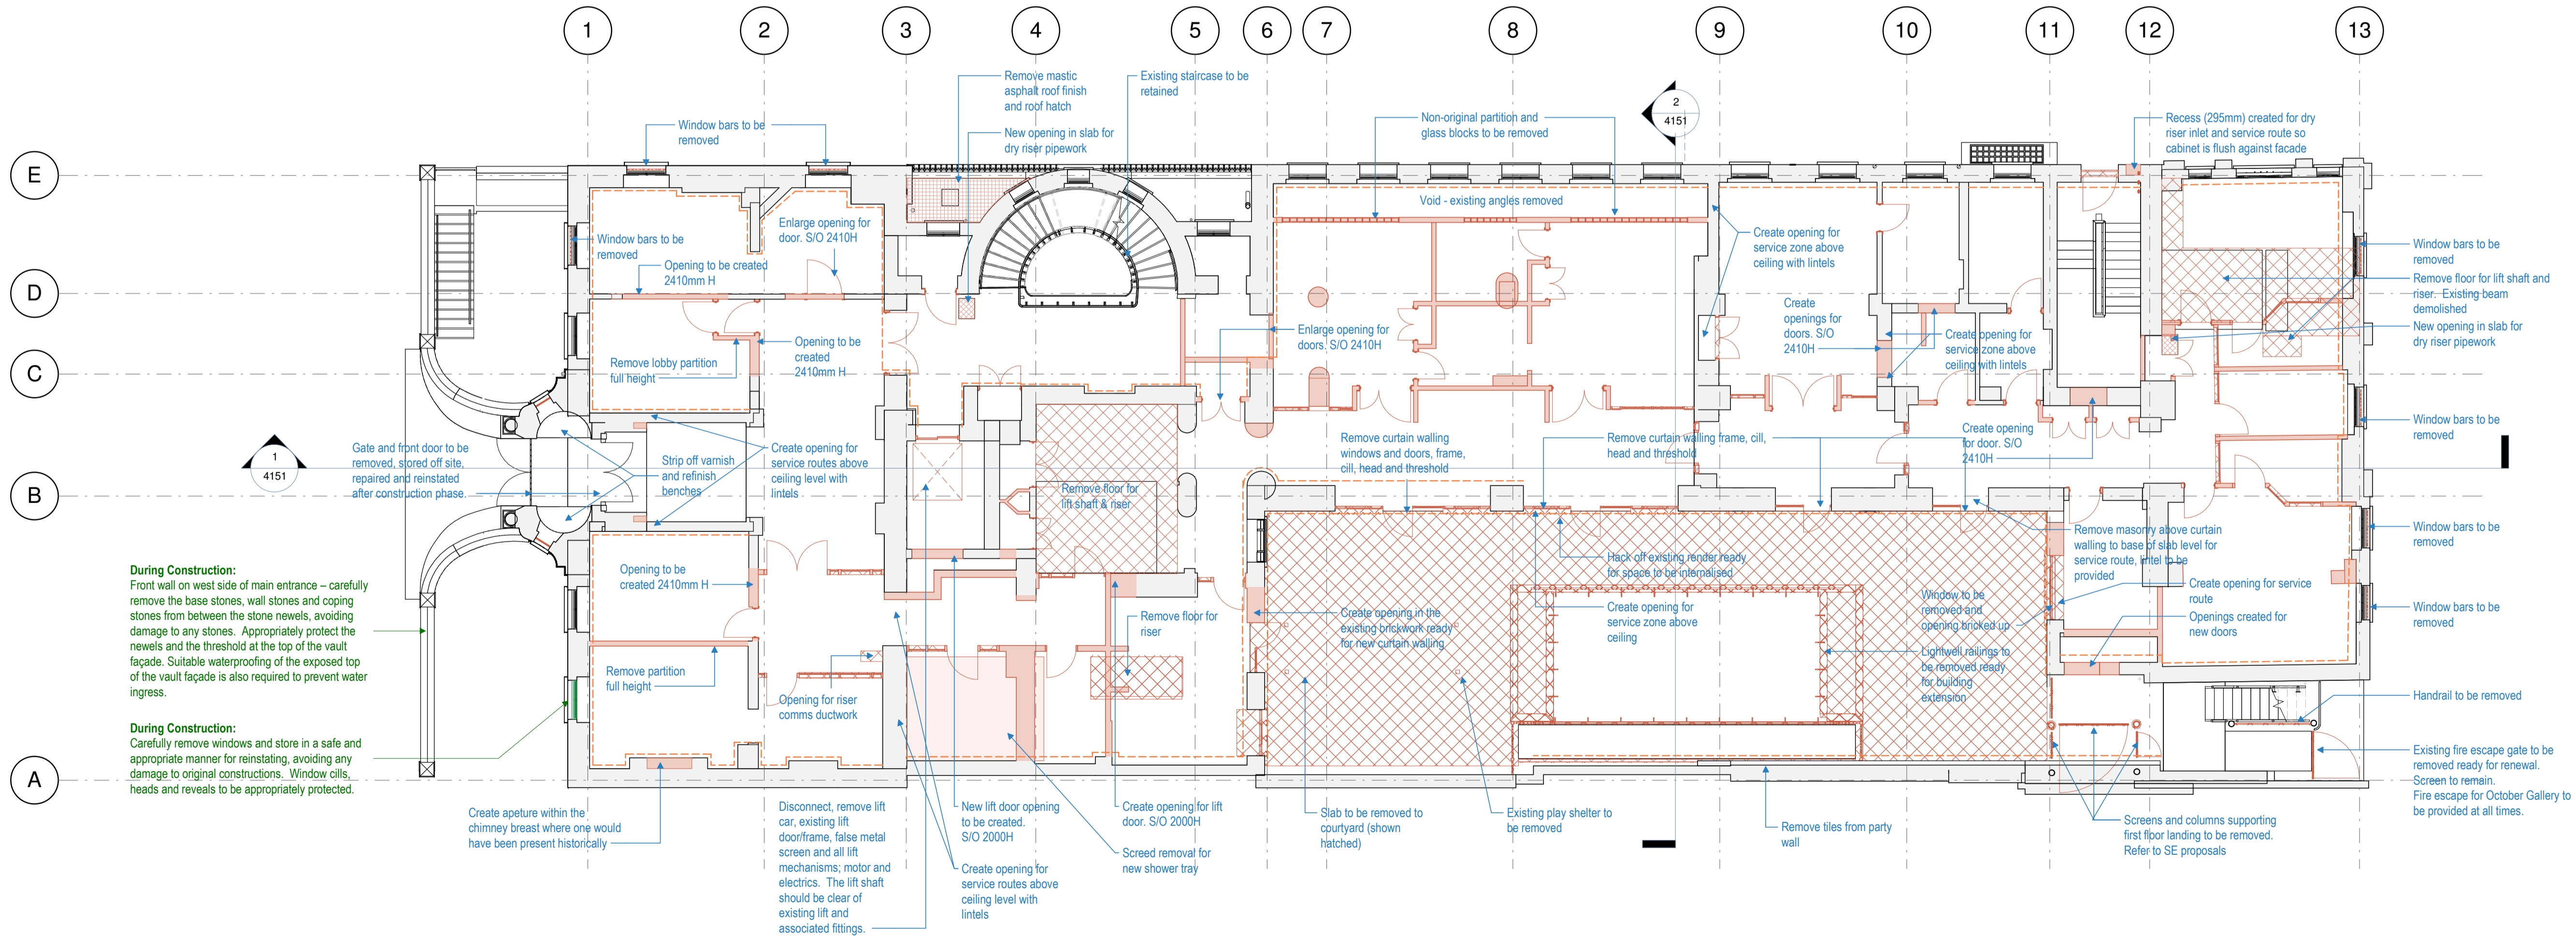 1
2
3
4
5
6
7
8
9
10
11
12
13
E
D
C
B
A
Remove mastic
asphalt roof finish
and roof hatch
Existing staircase to be
retained
New opening in slab for
dry riser pipework
Window bars to be
removed
Non-original partition and
glass blocks to be removed
2
4151
Recess (295mm) created for dry
riser inlet and service route so
cabinet is flush against facade
Void - existing angles removed
Enlarge opening for
door. S/O 2410H
Window bars to be
removed
Opening to be created
2410mm H
Create opening for
service zone above
ceiling with lintels
Window bars to be
removed
Remove floor for lift shaft and
riser. Existing beam
demolished
New opening in slab for
dry riser pipework
Create
openings for
doors. S/O
2410H
Create opening for
service zone above
ceiling with lintels
Enlarge opening for
doors. S/O 2410H
Opening to be
created
2410mm H
Remove lobby partition
full height
Window bars to be
removed
Gate and front door to be
removed, stored off site,
repaired and reinstated
after construction phase.
1
4151
Strip off varnish
and refinish
benches
Create opening for
service routes above
ceiling level with
lintels
Remove floor for
lift shaft & riser
Remove curtain walling
windows and doors, frame,
cill, head and threshold
Remove curtain walling frame, cill,
head and threshold
Create opening
for door. S/O
2410H
Window bars to be
removed
Remove masonry above curtain
walling to base of slab level for
service route, lintel to be
provided
Hack off existing render ready
for space to be internalised
Create opening for service
route
Openings created for
new doors
Window bars to be
removed
During Construction:
Front wall on west side of main entrance – carefully
remove the base stones, wall stones and coping
stones from between the stone newels, avoiding
damage to any stones. Appropriately protect the
newels and the threshold at the top of the vault
façade. Suitable waterproofing of the exposed top
of the vault façade is also required to prevent water
ingress.
Opening to be
created 2410mm H
Remove floor for
riser
Create opening in the
existing brickwork ready
for new curtain walling
Create opening for
service zone above
ceiling
Window to be
removed and
opening bricked up
Lightwell railings to
be removed ready
for building
extension
Remove partition
full height
Opening for riser
comms ductwork
Handrail to be removed
During Construction:
Carefully remove windows and store in a safe and
appropriate manner for reinstating, avoiding any
damage to original constructions. Window cills,
heads and reveals to be appropriately protected.
Existing fire escape gate to be
removed ready for renewal.
Screen to remain.
Fire escape for October Gallery to
be provided at all times.
Create apeture within the
chimney breast where one would
have been present historically
Disconnect, remove lift
car, existing lift
door/frame, false metal
screen and all lift
mechanisms; motor and
electrics. The lift shaft
should be clear of
existing lift and
associated fittings.
New lift door opening
to be created.
S/O 2000H
Create opening for
service routes above
ceiling level with
lintels
Create opening for lift
door. S/O 2000H
Screed removal for
new shower tray
Slab to be removed to
courtyard (shown
hatched)
Existing play shelter to
be removed
Remove tiles from party
wall
Screens and columns supporting
first floor landing to be removed.
Refer to SE proposals